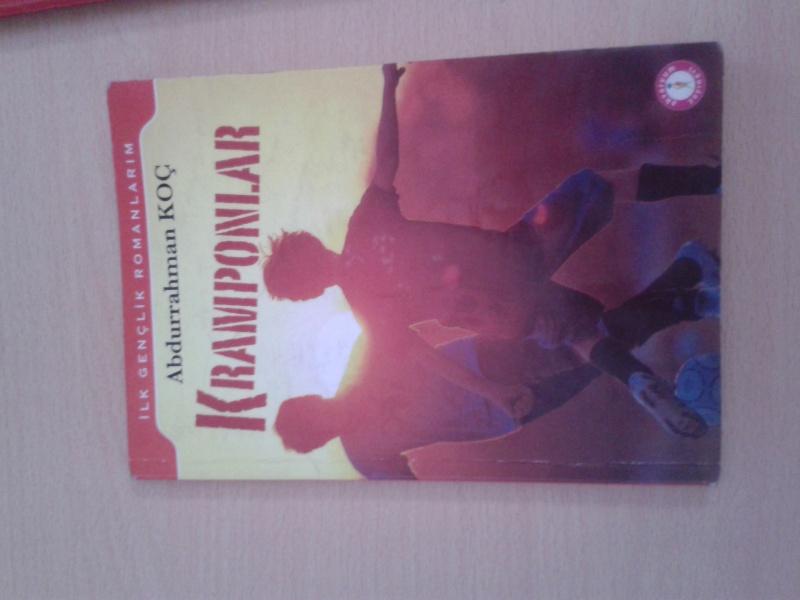 İLK GENÇLİK ROMANLARIM
Abdurrahman KOÇ
KRAMPONLAR